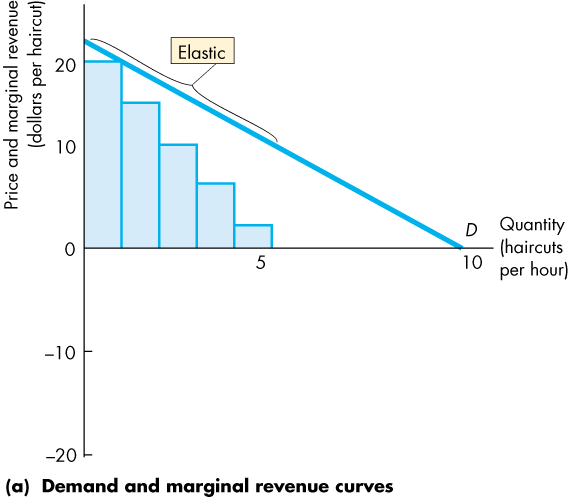 Price and marginal revenue
(dollars per haircut)
Elastic
20
10
0
–10
–20
5
10
D
Quantity
(haircuts
per hour)
(a) Demand and marginal revenue curves